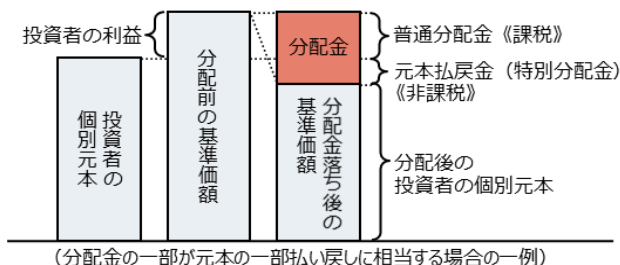 投資者の利益
投資者の
個別元本
分配前の基準価額
分配金
分配金落ち後の
基準価額
普通分配金《課税》
元本払戻金（特別分配金）
《非課税》
分配後の
投資者の個別元本
（分配金の一部が元本の一部払い戻しに相当する場合の一例）